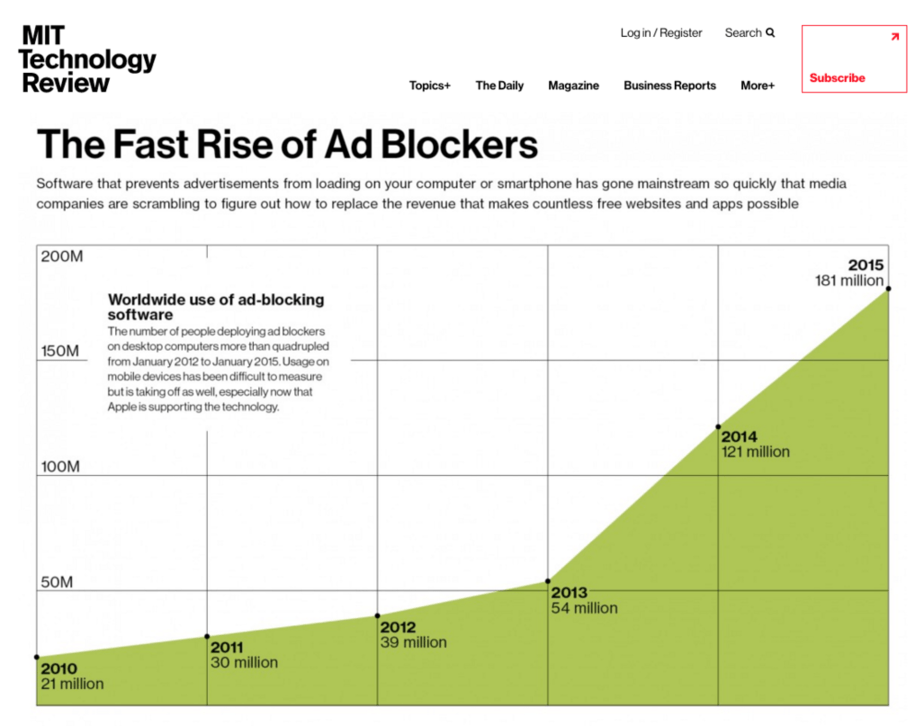 MIT
Technology
Review
Log in / Register Search
Topics+ The Daily Magazine Business Reports More+
Subscribe
The Fast Rise of Ad Blockers
Software that prevents advertisements from loading on your computer or smartphone has gone mainstream so quickly that media
companies are scrambling to figure out how to replace the revenue that makes countless free websites and apps possible
200M
2015
181 million
Worldwide use of ad-blocking
software
The number of people deploying ad blockers
on desktop computers more than quadrupled
from January 2012 to January 2015. Usage on
mobile devices has been difficult to measure
but is taking off as well, especially now that
Apple is supporting the technology.
150M
2014
121 million
100M
50M
2013
54 million
2012
39 million
2011
30 million
2010
21 million